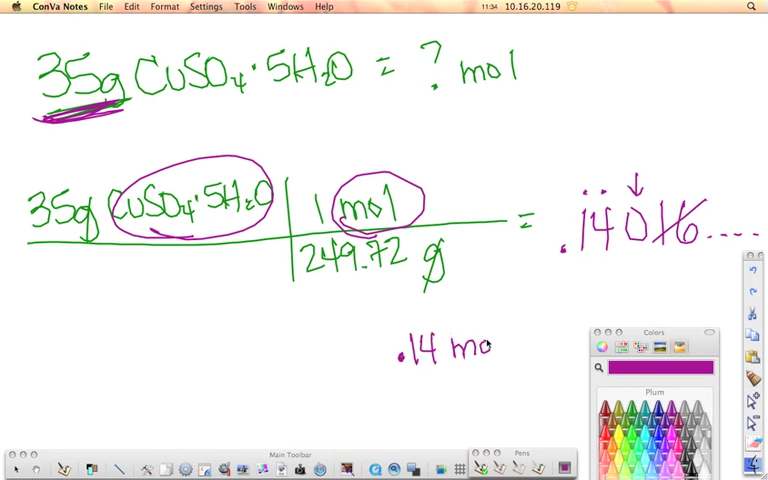 ConVa Notes File Edit Format Settings Tools Windows Help 11:34 10.16.20.119
35g CuSO₄·5H₂O = ? mol
35g CuSO₄·5H₂O | 1 mol
249.72 g
= .14016....
.14 mo
Colors
Plum
Main Toolbar
Pens